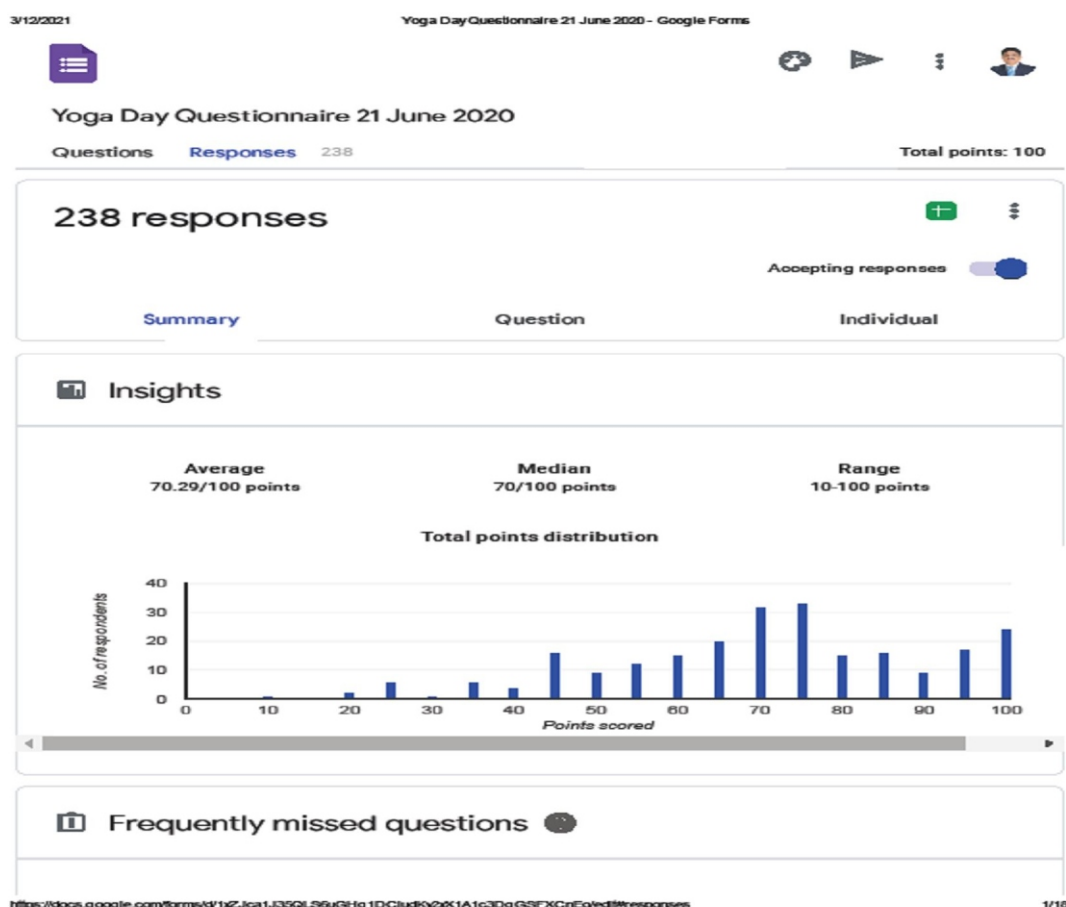 3/12/2021 Yoga Day Questionnaire 21 June 2020 - Google Forms
Yoga Day Questionnaire 21 June 2020
Questions Responses 238 Total points: 100
238 responses
Accepting responses
Summary Question Individual
Insights
Average Median Range
70.29/100 points 70/100 points 10-100 points
Total points distribution
No. of respondents
40
30
20
10
0
0 10 20 30 40 50 60 70 80 90 100
Points scored
Frequently missed questions
1/18